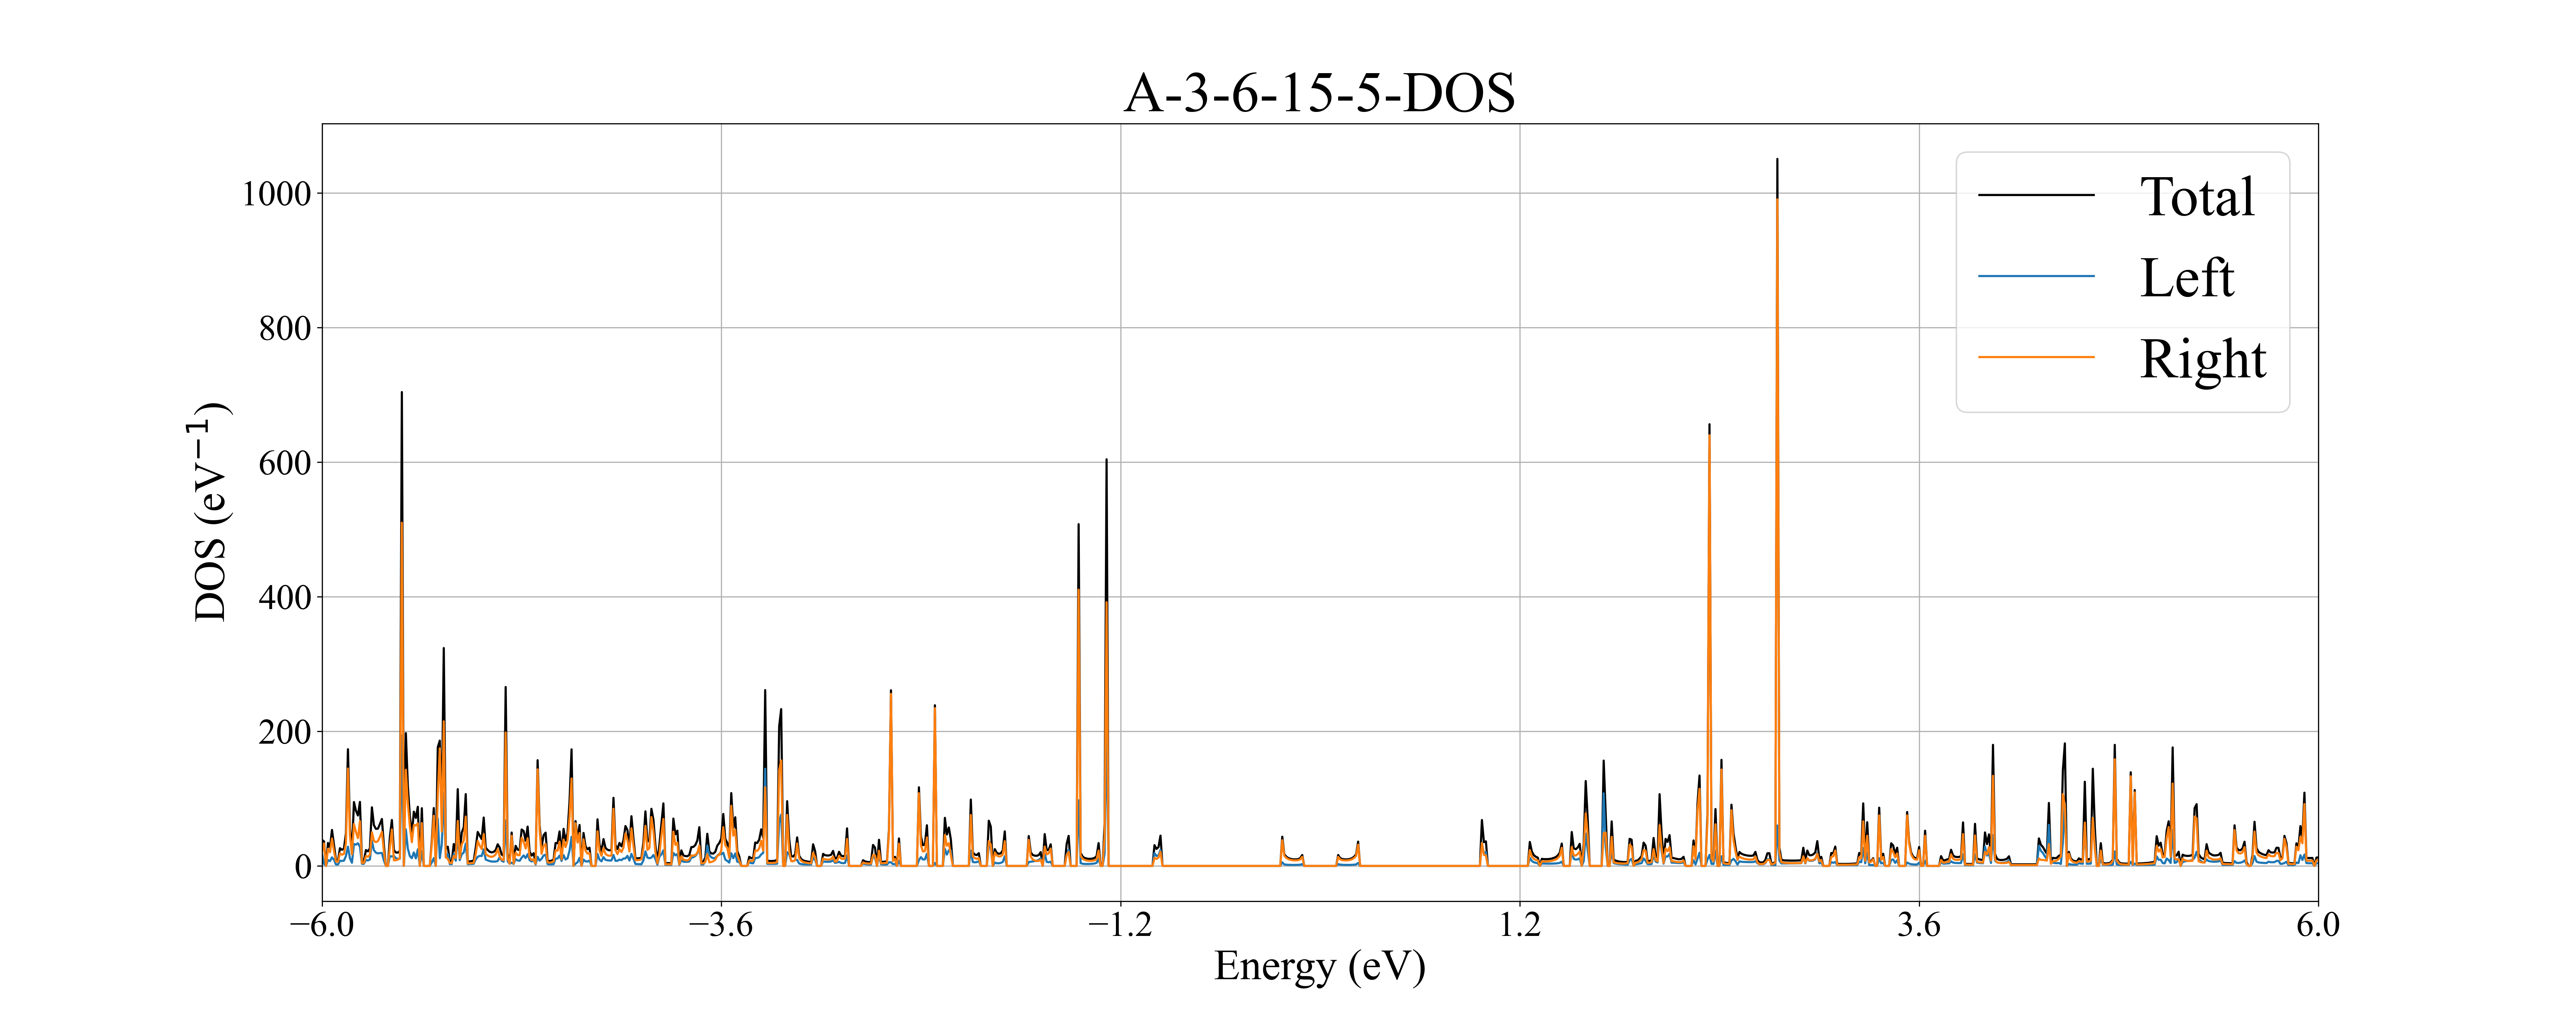 A-3-6-15-5-DOS
1000
800
600
400
200
0
DOS (eV⁻¹)
Total
Left
Right
−6.0 −3.6 −1.2 1.2 3.6 6.0
Energy (eV)